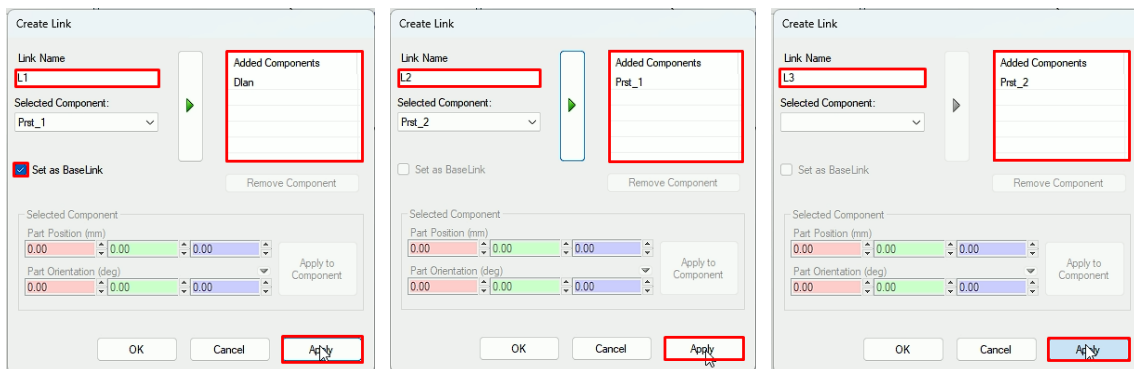 Create Link
Link Name
L1
Added Components
Dlan
Selected Component:
Prst_1
Set as BaseLink
Remove Component
Selected Component
Part Position (mm)
0.00 0.00 0.00
Part Orientation (deg)
0.00 0.00 0.00
Apply to
Component
OK Cancel Apply
Create Link
Link Name
L2
Added Components
Prst_1
Selected Component:
Prst_2
Set as BaseLink
Remove Component
Selected Component
Part Position (mm)
0.00 0.00 0.00
Part Orientation (deg)
0.00 0.00 0.00
Apply to
Component
OK Cancel Apply
Create Link
Link Name
L3
Added Components
Prst_2
Selected Component:
Set as BaseLink
Remove Component
Selected Component
Part Position (mm)
0.00 0.00 0.00
Part Orientation (deg)
0.00 0.00 0.00
Apply to
Component
OK Cancel Apply